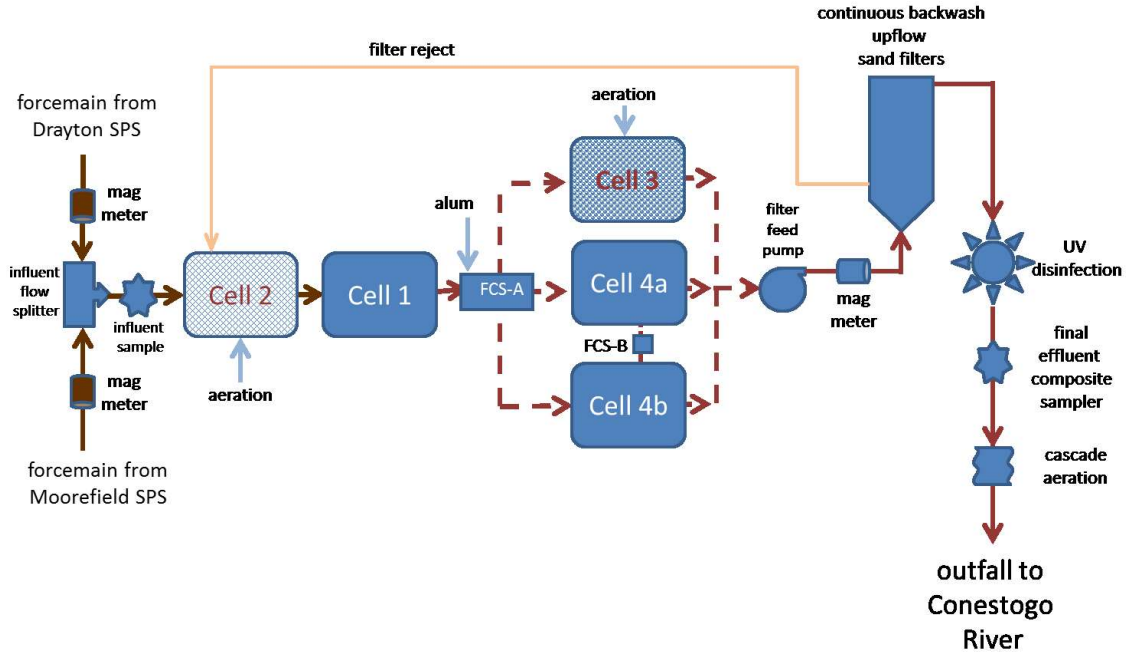 continuous backwash
upflow
sand filters
filter reject
aeration
forcemain from
Drayton SPS
mag
meter
alum
Cell 3
filter
feed
pump
influent
flow
splitter
influent
sample
Cell 2
Cell 1
FCS-A
Cell 4a
mag
meter
UV
disinfection
FCS-B
mag
meter
aeration
Cell 4b
final
effluent
composite
sampler
forcemain from
Moorefield SPS
cascade
aeration
outfall to
Conestogo
River